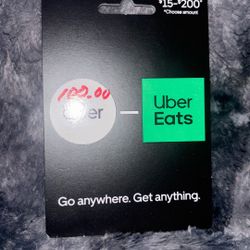 $15-$200*
*Choose amount
100.00
Uber
Uber
Eats
Go anywhere. Get anything.